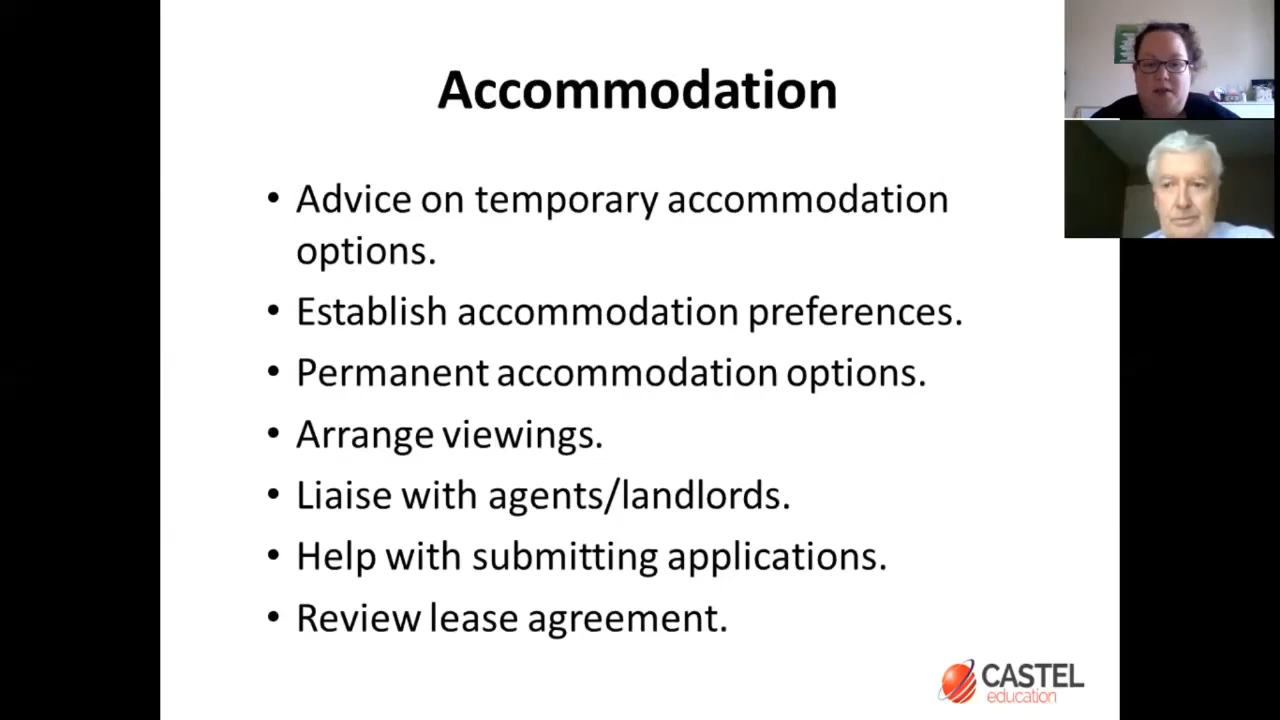 Accommodation
• Advice on temporary accommodation
options.
• Establish accommodation preferences.
• Permanent accommodation options.
• Arrange viewings.
• Liaise with agents/landlords.
• Help with submitting applications.
• Review lease agreement.
CASTEL
education